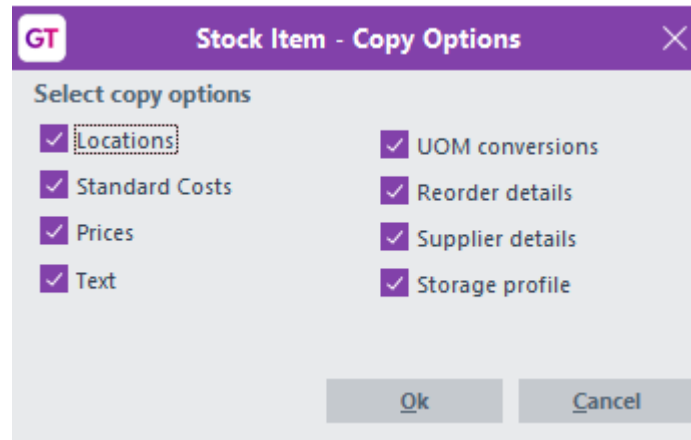 GT
Stock Item - Copy Options
Select copy options
Locations
Standard Costs
Prices
Text
UOM conversions
Reorder details
Supplier details
Storage profile
Ok
Cancel